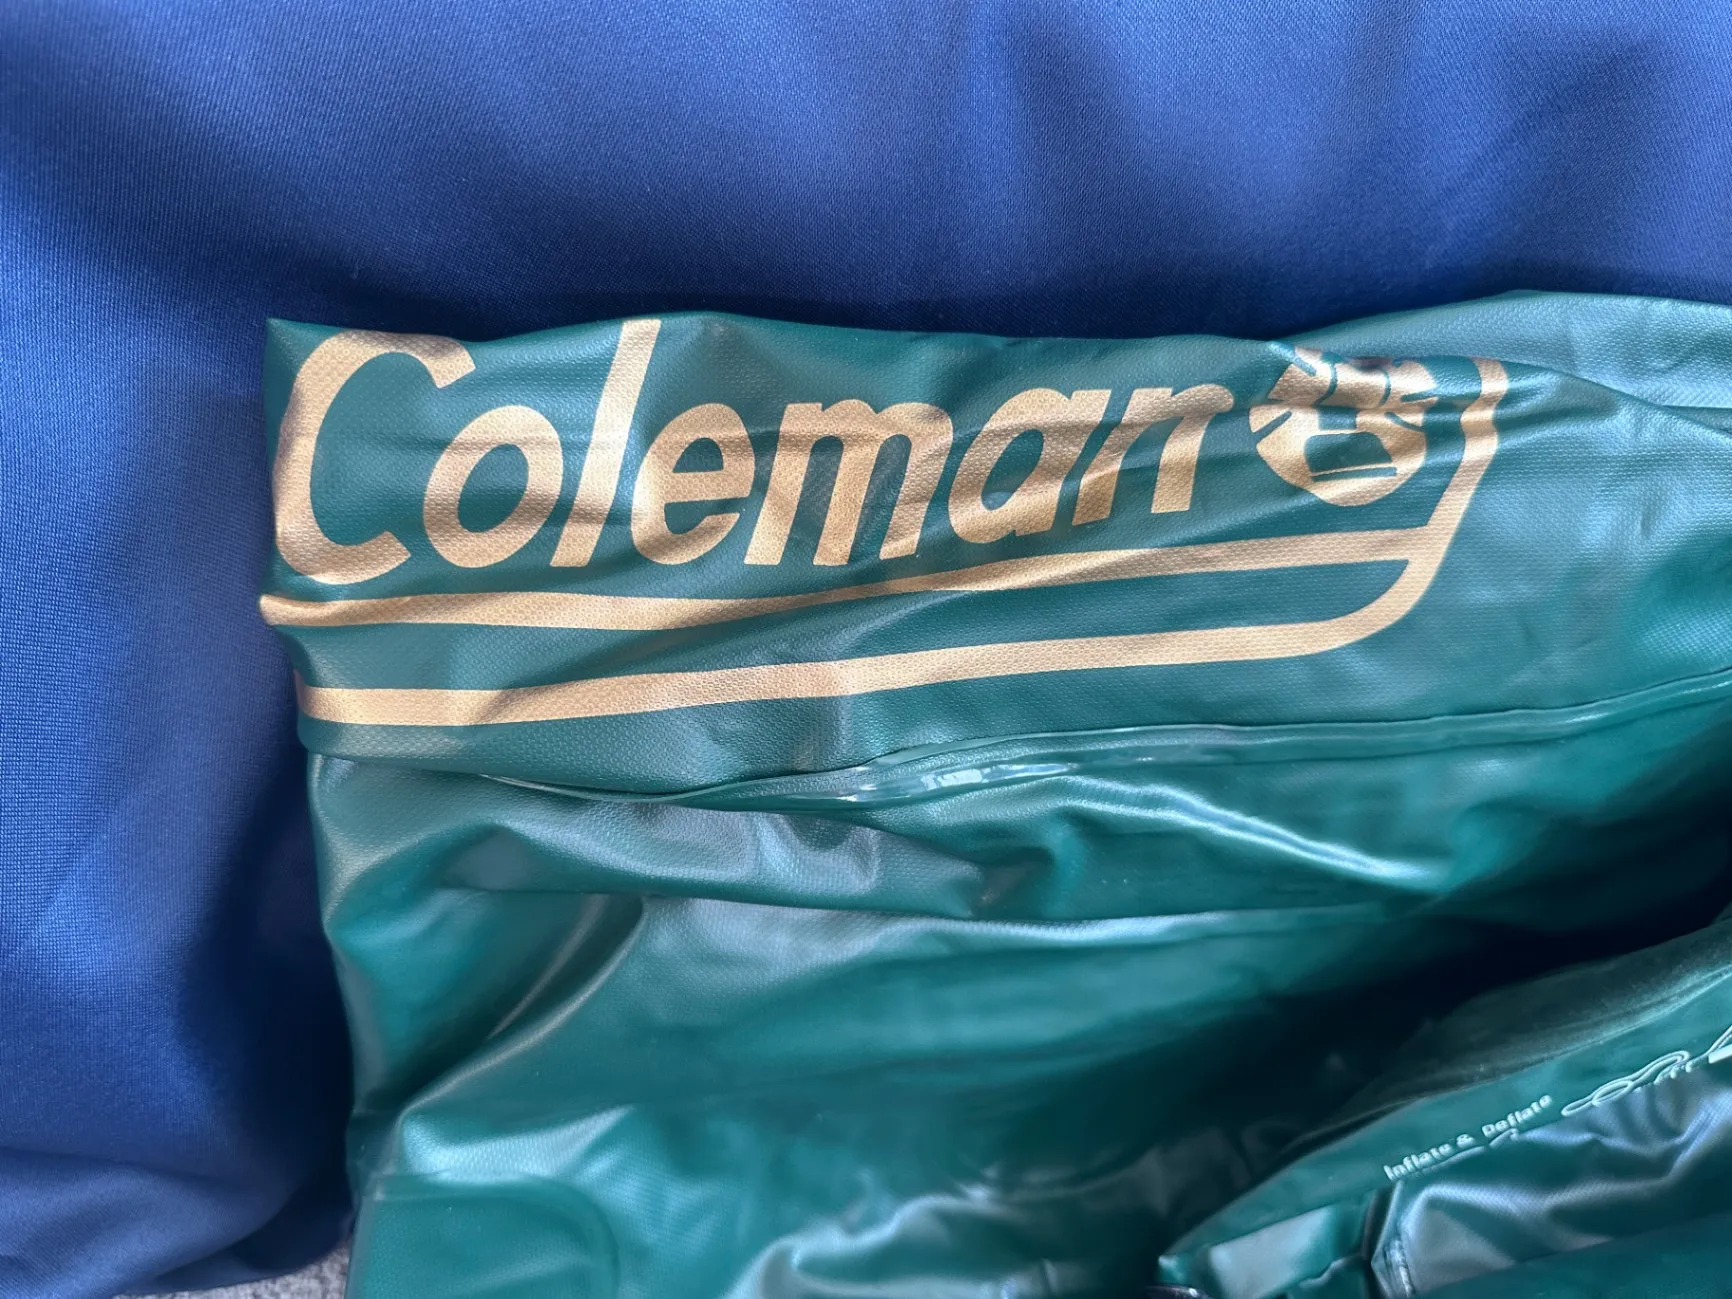 Coleman
Inflate & Deflate